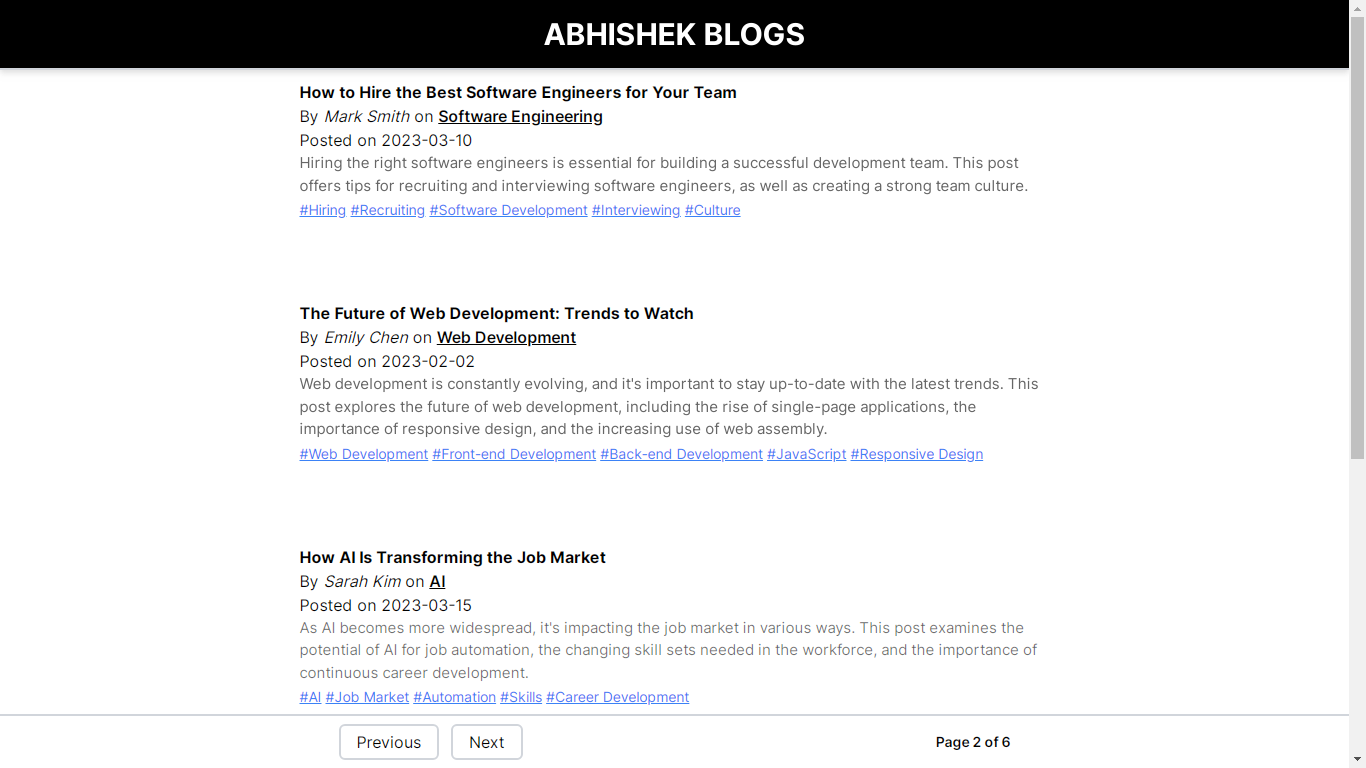 ABHISHEK BLOGS
How to Hire the Best Software Engineers for Your Team
By Mark Smith on Software Engineering
Posted on 2023-03-10
Hiring the right software engineers is essential for building a successful development team. This post
offers tips for recruiting and interviewing software engineers, as well as creating a strong team culture.
#Hiring #Recruiting #Software Development #Interviewing #Culture
The Future of Web Development: Trends to Watch
By Emily Chen on Web Development
Posted on 2023-02-02
Web development is constantly evolving, and it's important to stay up-to-date with the latest trends. This
post explores the future of web development, including the rise of single-page applications, the
importance of responsive design, and the increasing use of web assembly.
#Web Development #Front-end Development #Back-end Development #JavaScript #Responsive Design
How AI Is Transforming the Job Market
By Sarah Kim on AI
Posted on 2023-03-15
As AI becomes more widespread, it's impacting the job market in various ways. This post examines the
potential of AI for job automation, the changing skill sets needed in the workforce, and the importance of
continuous career development.
#AI #Job Market #Automation #Skills #Career Development
Previous Next Page 2 of 6